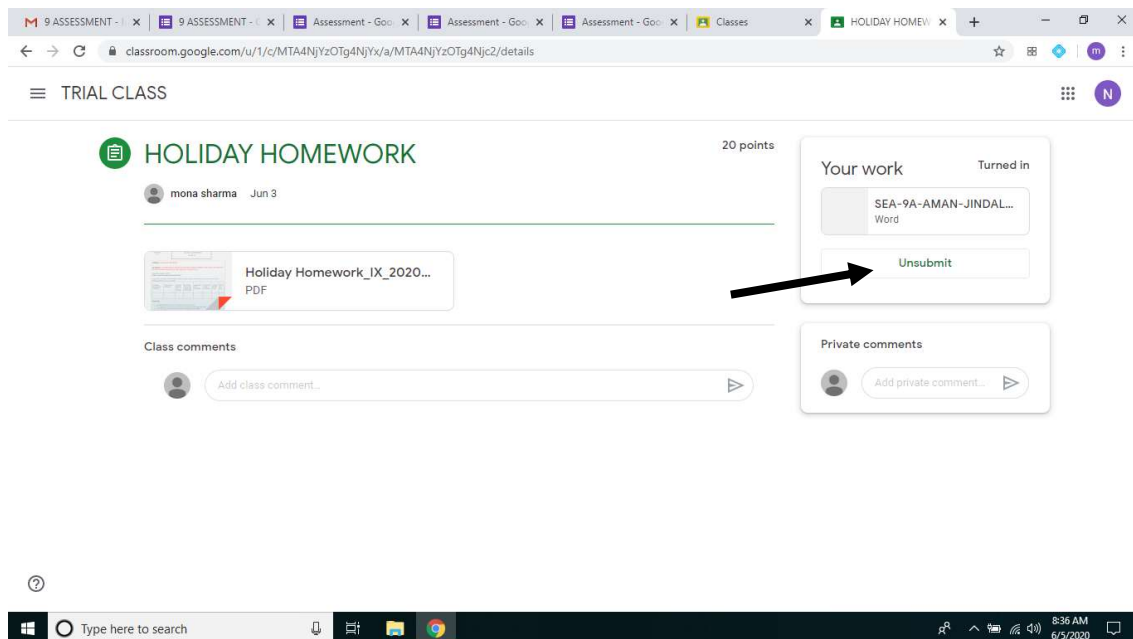 9 ASSESSMENT -
9 ASSESSMENT -
Assessment - Goo
Assessment - Goo
Assessment - Goo
Classes
HOLIDAY HOMEW
classroom.google.com/u/1/c/MTA4NjYzOTg4NjYx/a/MTA4NjYzOTg4Njc2/details
m
TRIAL CLASS
N
HOLIDAY HOMEWORK
20 points
mona sharma Jun 3
Holiday Homework_IX_2020...
PDF
Class comments
Add class comment...
Your work
Turned in
SEA-9A-AMAN-JINDAL...
Word
Unsubmit
Private comments
Add private comment...
Type here to search
8:36 AM
6/5/2020